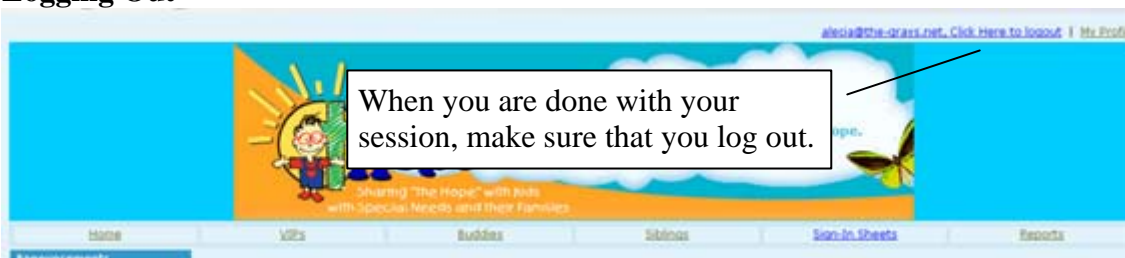 Logging Out
alecia@the-grays.net, Click Here to logout | My Profi
When you are done with your
session, make sure that you log out.
ope.
Sharing "The Hope" with Kids
with Special Needs and their Families
Home VIPs Buddies Siblings Sign-In Sheets Reports
Announcements